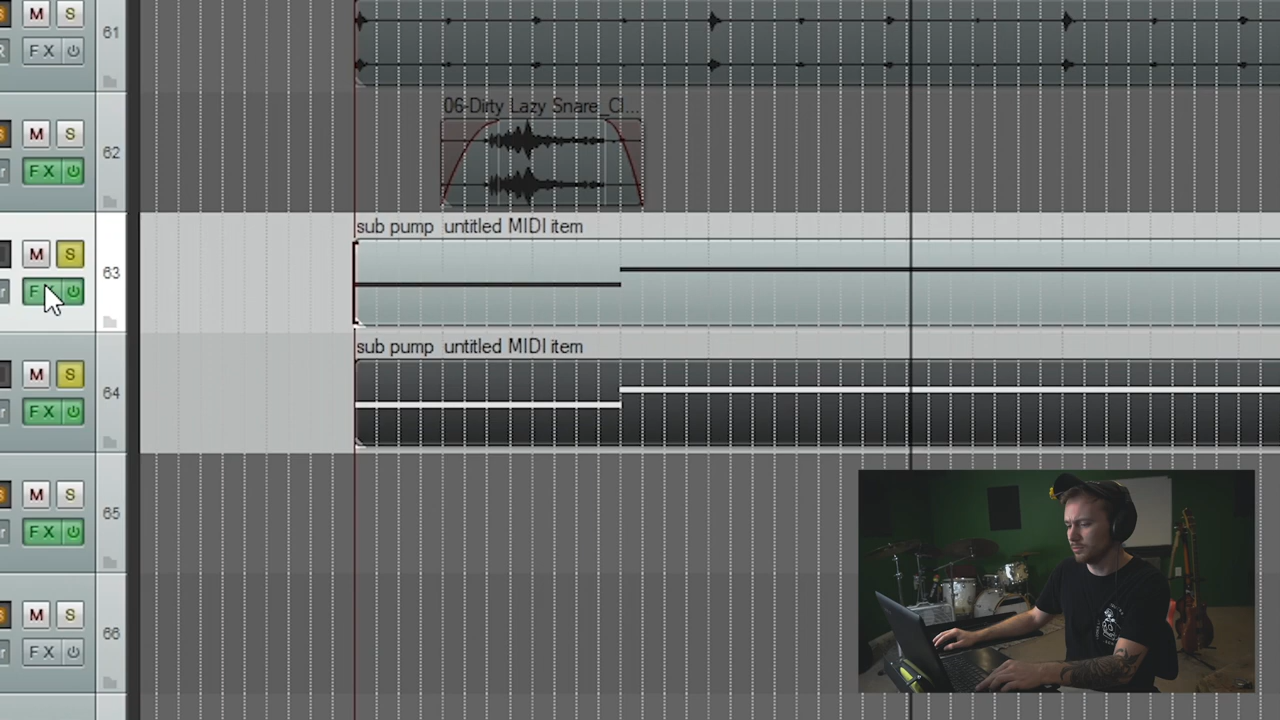 M S 61
FX
06-Dirty Lazy Snare_Cl...
M S 62
FX
sub pump untitled MIDI item
M S 63
F
sub pump untitled MIDI item
M S 64
FX
M S 65
FX
M S 66
FX